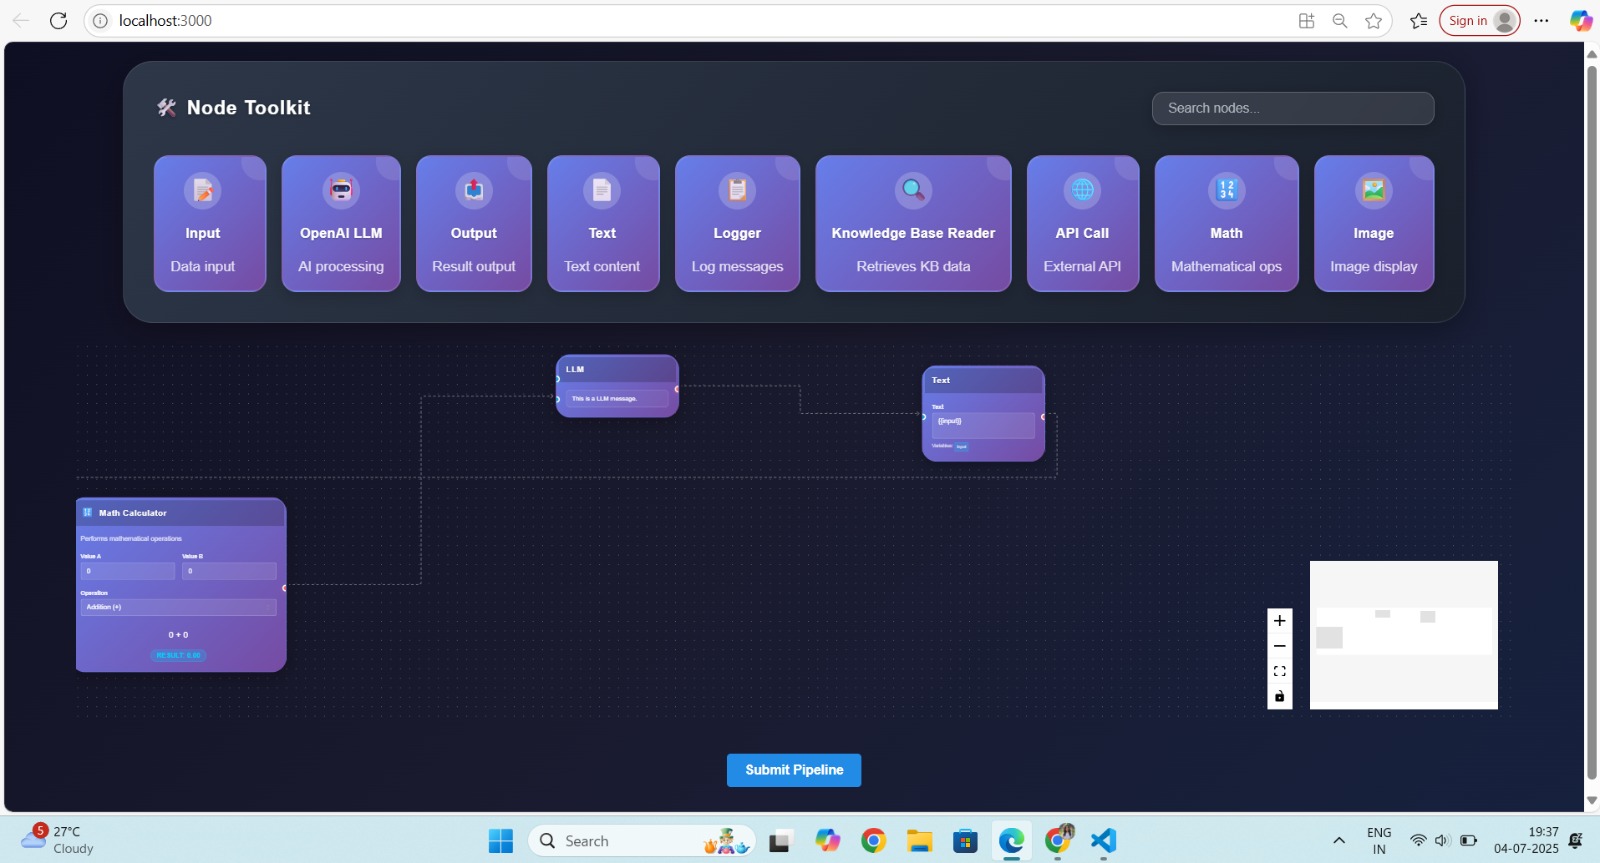 localhost:3000
Sign in
Node Toolkit
Search nodes...
Input
Data input
OpenAI LLM
AI processing
Output
Result output
Text
Text content
Logger
Log messages
Knowledge Base Reader
Retrieves KB data
API Call
External API
Math
Mathematical ops
Image
Image display
LLM
This is a LLM message.
Text
Text
{{input}}
Variables: input
Math Calculator
Performs mathematical operations
Value A
Value B
0
0
Operation
Addition (+)
0 + 0
RESULT: 0.00
Submit Pipeline
5
27°C
Cloudy
Search
ENG
IN
19:37
04-07-2025